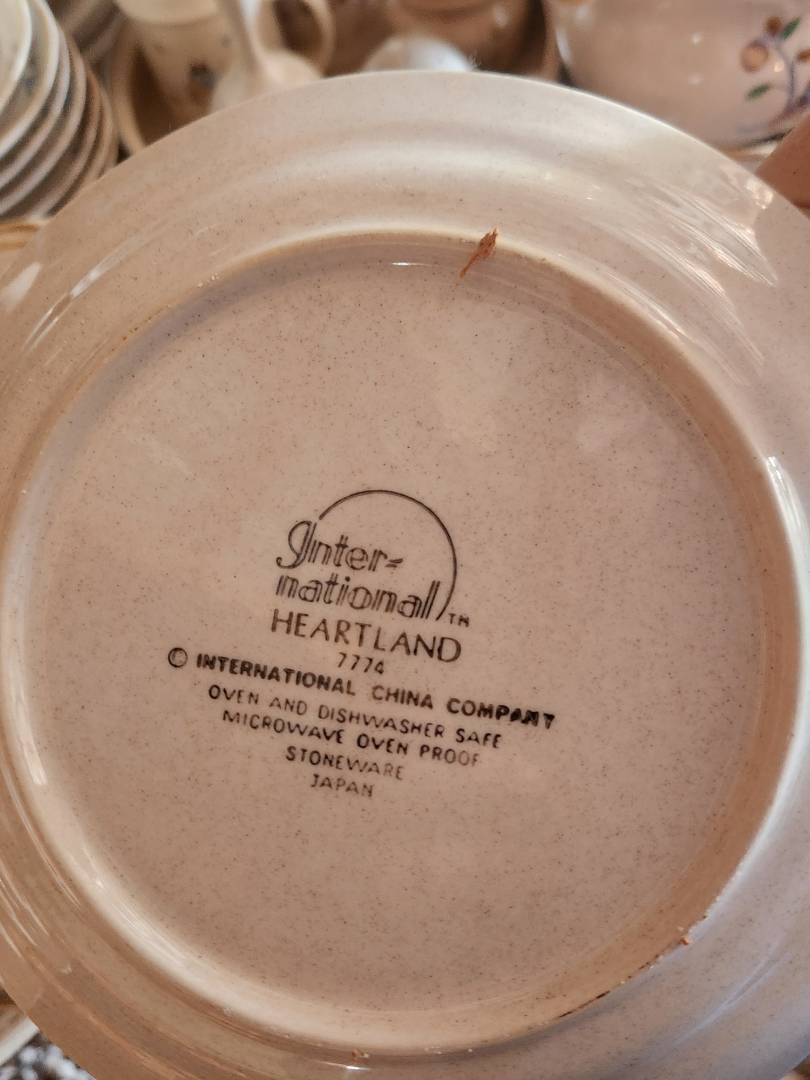 Inter-
national TM
HEARTLAND
7774
© INTERNATIONAL CHINA COMPANY
OVEN AND DISHWASHER SAFE
MICROWAVE OVEN PROOF
STONEWARE
JAPAN